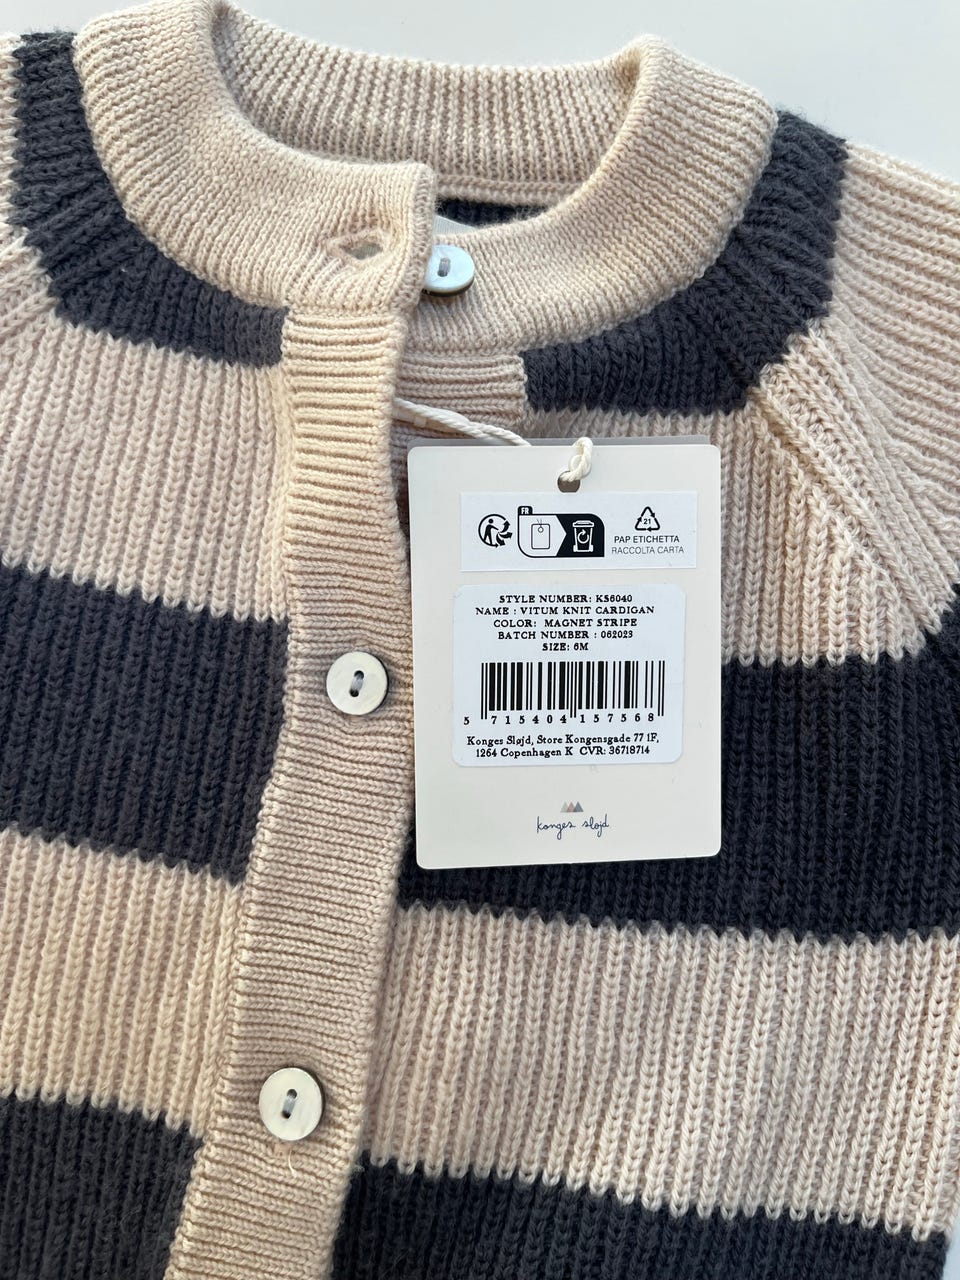 FR
21
PAP ETICHETTA
RACCOLTA CARTA
STYLE NUMBER: KS6040
NAME : VITUM KNIT CARDIGAN
COLOR: MAGNET STRIPE
BATCH NUMBER : 062023
SIZE: 6M
5 715404 157568
Konges Sløjd, Store Kongensgade 77 1F,
1264 Copenhagen K CVR: 36718714
konges sløjd